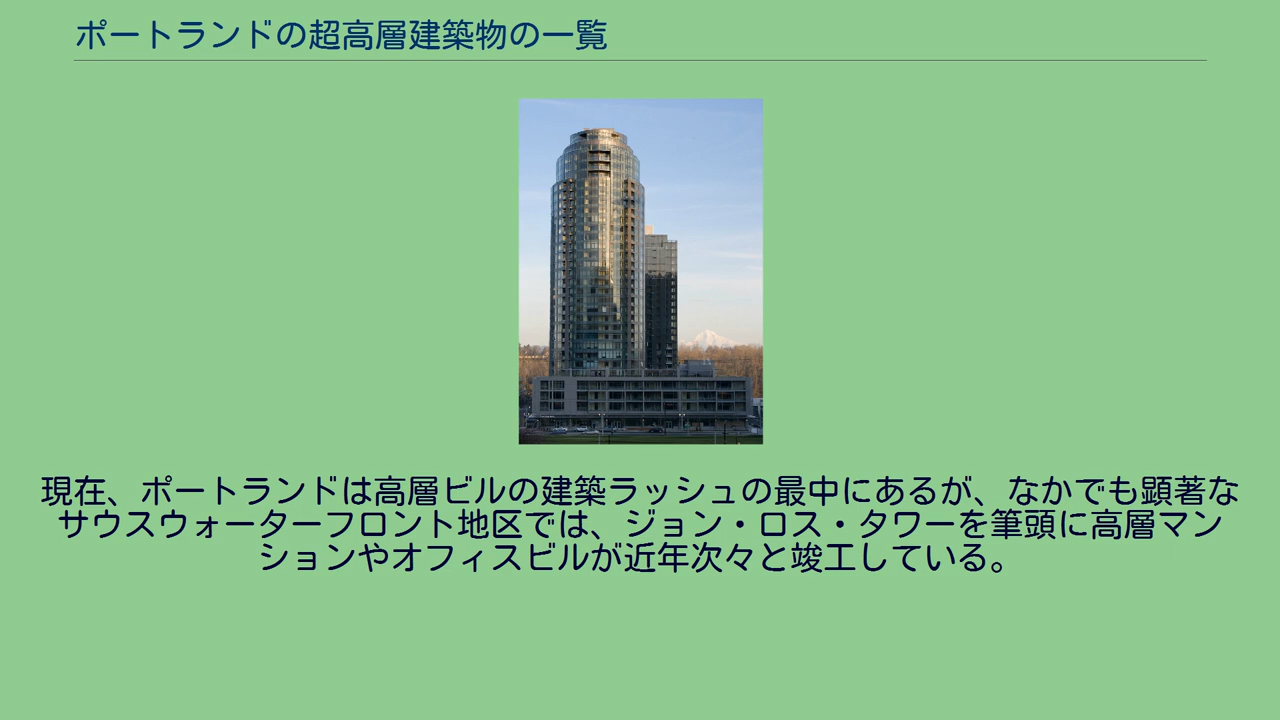 ポートランドの超高層建築物の一覧
現在、ポートランドは高層ビルの建築ラッシュの最中にあるが、なかでも顕著な
サウスウォーターフロント地区では、ジョン・ロス・タワーを筆頭に高層マン
ションやオフィスビルが近年次々と竣工している。